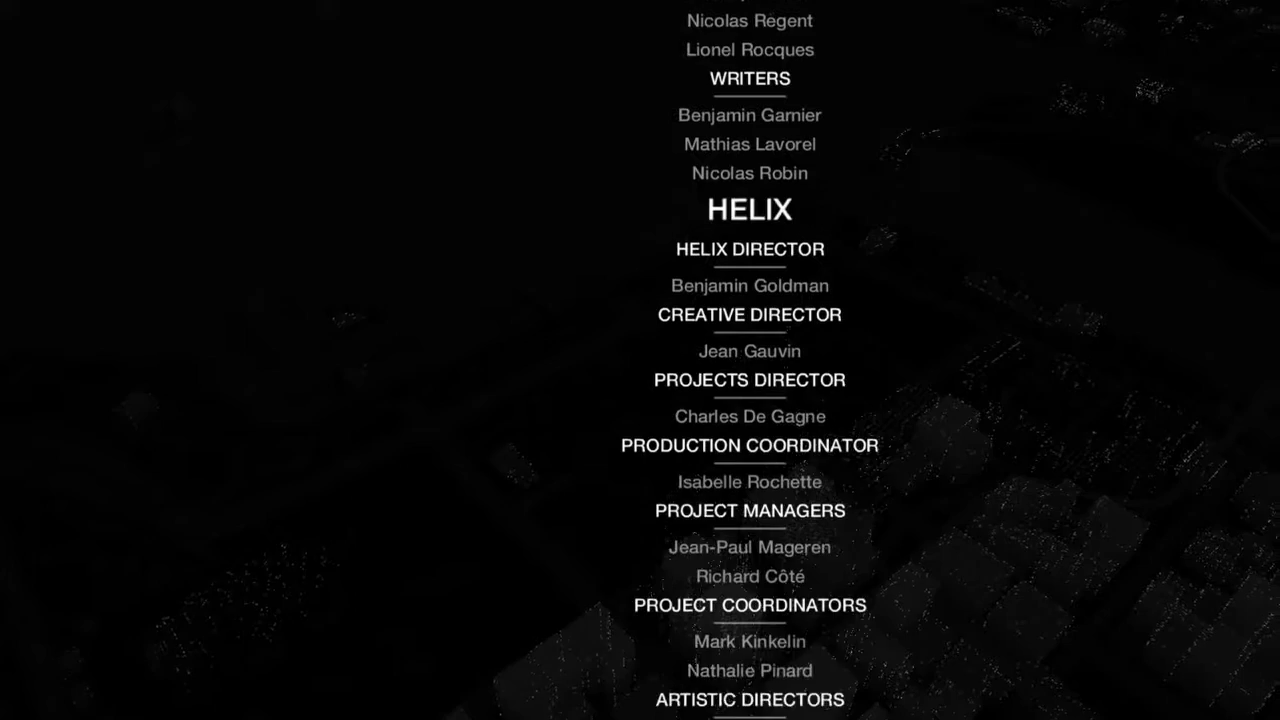 Nicolas Regent
Lionel Rocques
WRITERS
Benjamin Garnier
Mathias Lavorel
Nicolas Robin
HELIX
HELIX DIRECTOR
Benjamin Goldman
CREATIVE DIRECTOR
Jean Gauvin
PROJECTS DIRECTOR
Charles De Gagne
PRODUCTION COORDINATOR
Isabelle Rochette
PROJECT MANAGERS
Jean-Paul Mageren
Richard Côté
PROJECT COORDINATORS
Mark Kinkelin
Nathalie Pinard
ARTISTIC DIRECTORS